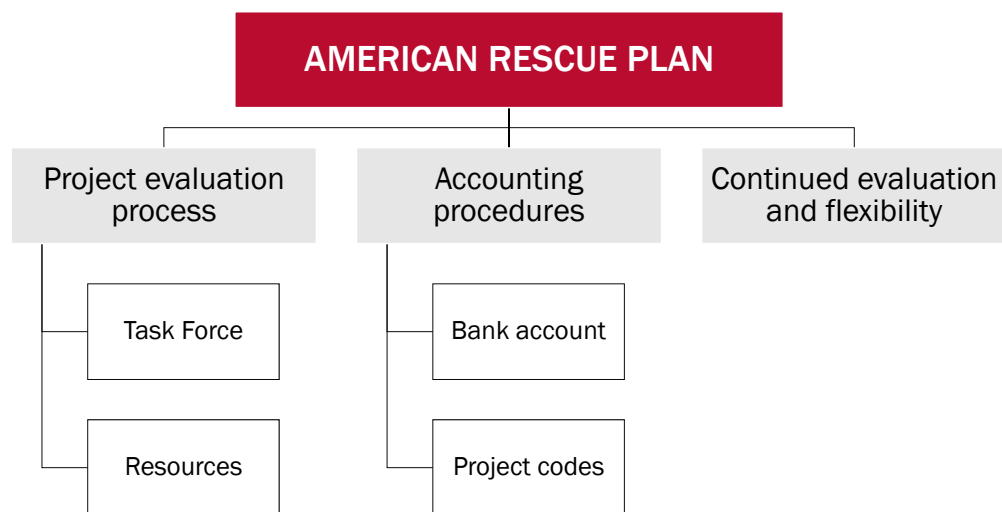 AMERICAN RESCUE PLAN
Project evaluation
process
Accounting
procedures
Continued evaluation
and flexibility
Task Force
Bank account
Resources
Project codes